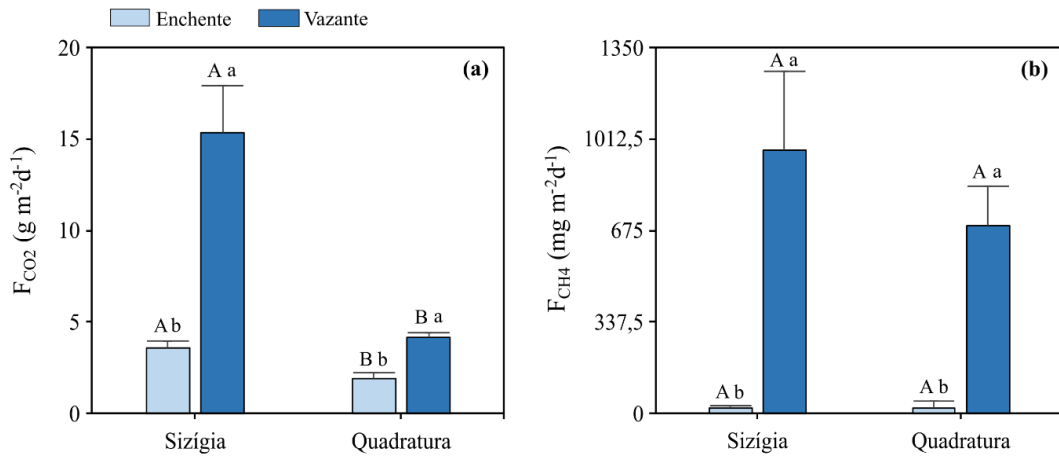 Enchente Vazante
(a)
F_CO2 (g m⁻²d⁻¹)
20
15
10
5
0
A b
A a
B b
B a
Sizígia Quadratura
(b)
F_CH4 (mg m⁻²d⁻¹)
1350
1012,5
675
337,5
0
A b
A a
A b
A a
Sizígia Quadratura